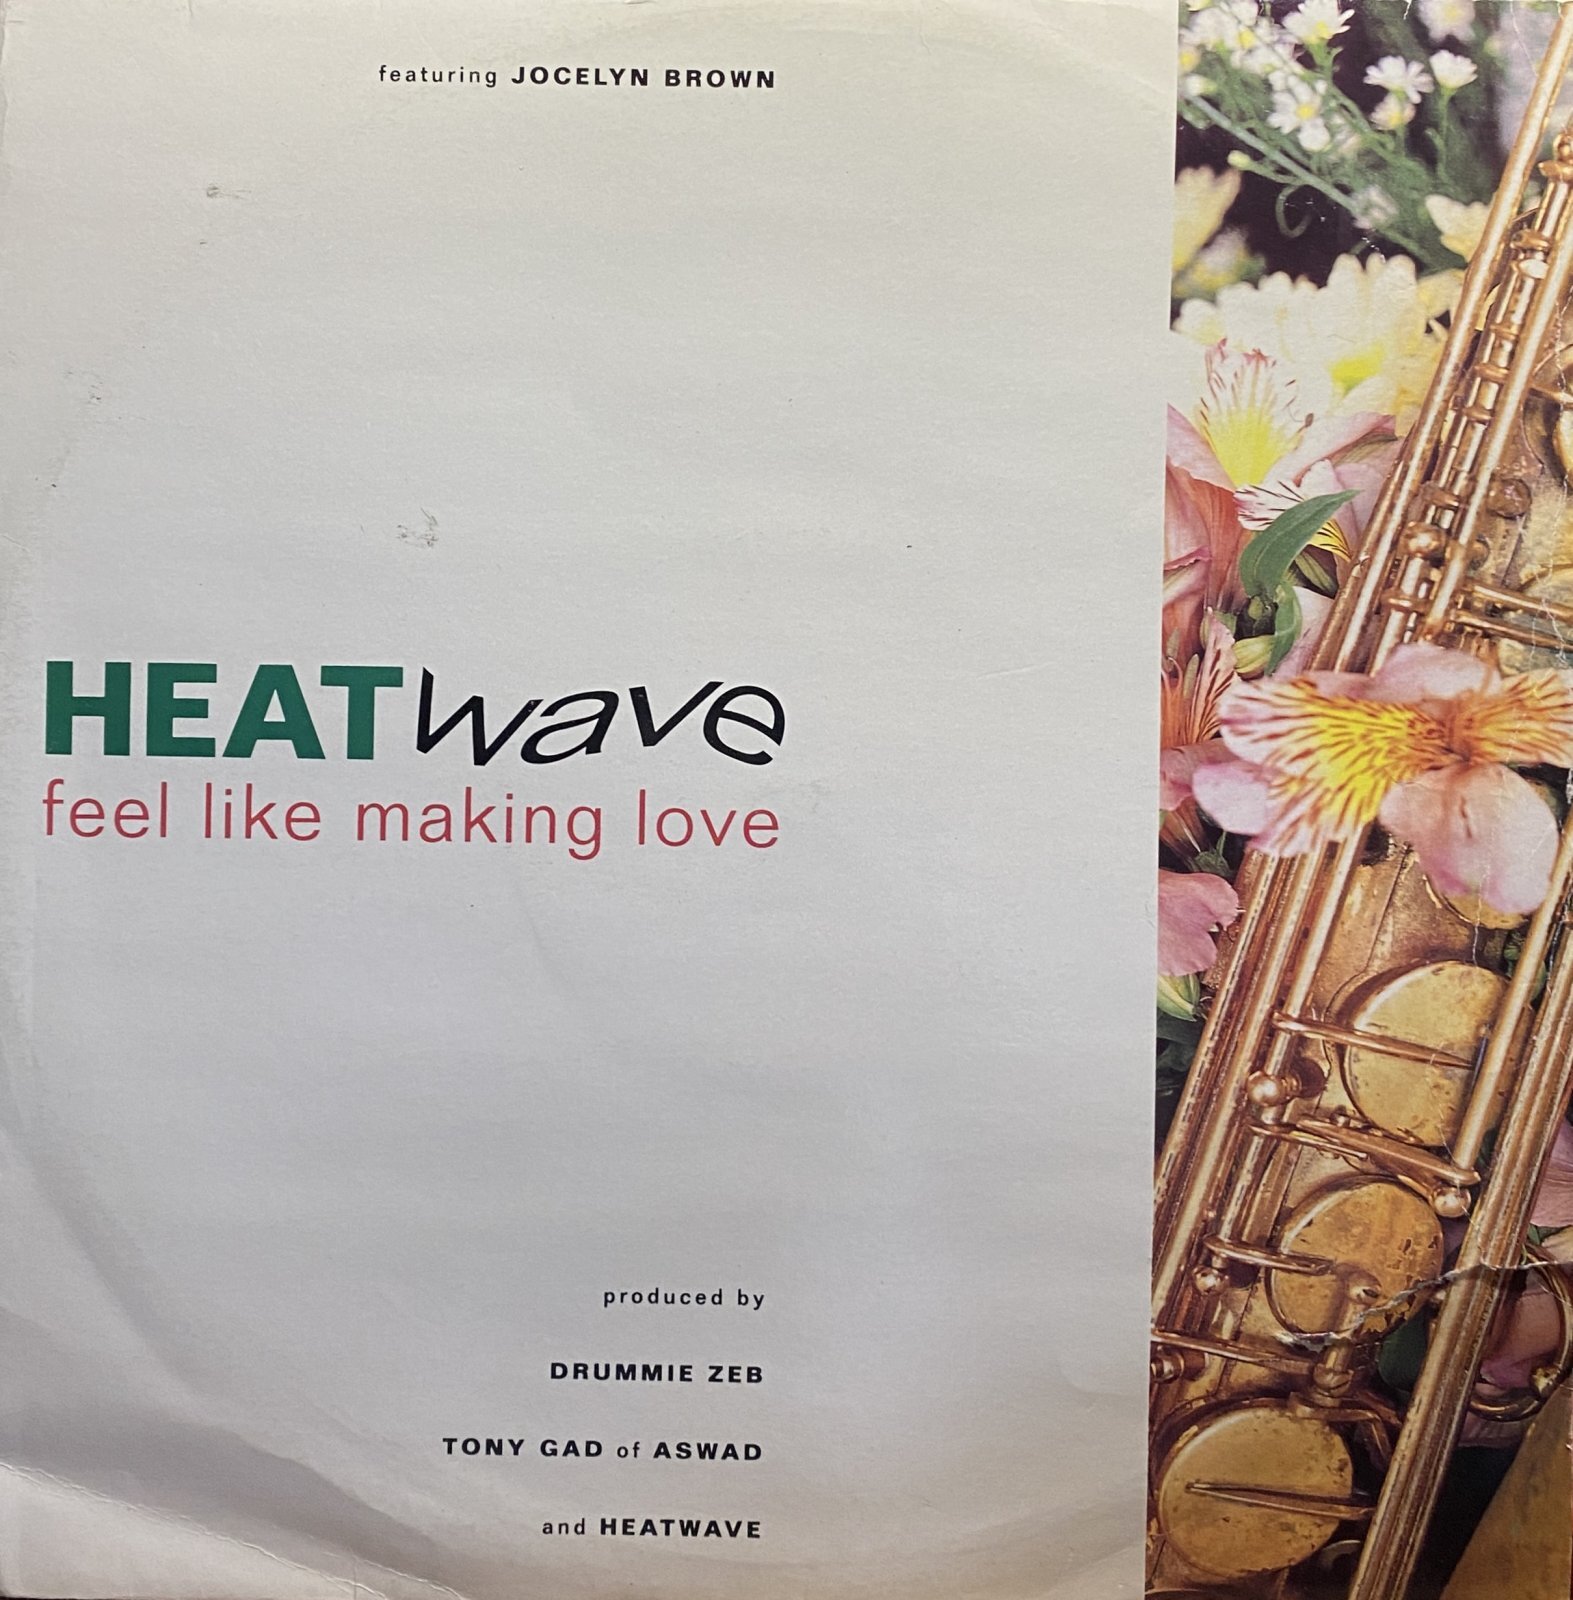 featuring JOCELYN BROWN
HEATwave
feel like making love
produced by
DRUMMIE ZEB
TONY GAD of ASWAD
and HEATWAVE